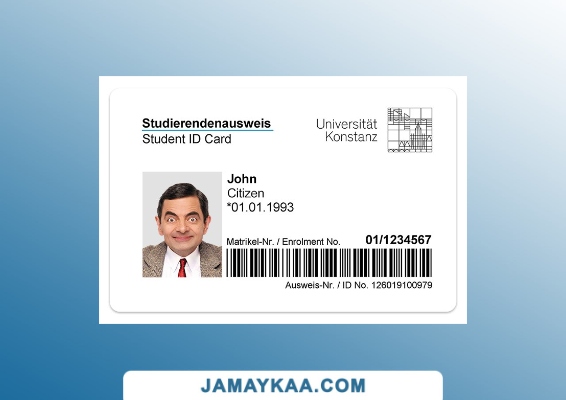 Studierendenausweis
Student ID Card
Universität
Konstanz
John
Citizen
*01.01.1993
Matrikel-Nr. / Enrolment No. 01/1234567
Ausweis-Nr. / ID No. 126019100979
JAMAYKAA.COM